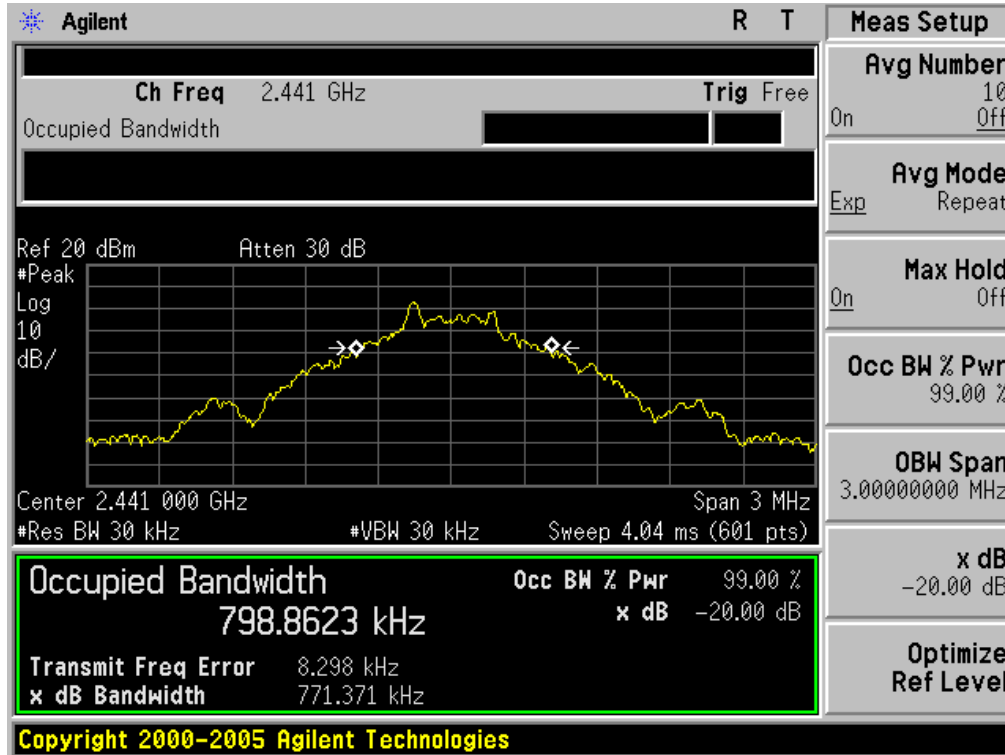 Agilent R T
Ch Freq 2.441 GHz Trig Free
Occupied Bandwidth
Ref 20 dBm Atten 30 dB
#Peak
Log
10
dB/
Center 2.441 000 GHz Span 3 MHz
#Res BW 30 kHz #VBW 30 kHz Sweep 4.04 ms (601 pts)
Occupied Bandwidth Occ BW % Pwr 99.00 %
798.8623 kHz x dB -20.00 dB
Transmit Freq Error 8.298 kHz
x dB Bandwidth 771.371 kHz
Copyright 2000-2005 Agilent Technologies
Meas Setup
Avg Number
10
On Off
Avg Mode
Exp Repeat
Max Hold
On Off
Occ BW % Pwr
99.00 %
OBW Span
3.00000000 MHz
x dB
-20.00 dB
Optimize
Ref Level